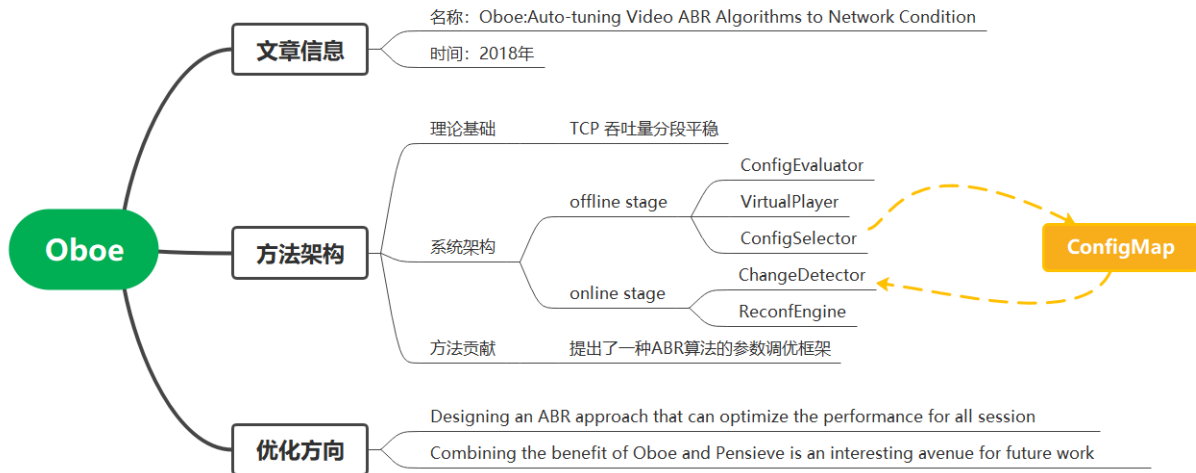 Oboe
文章信息
名称：Oboe:Auto-tuning Video ABR Algorithms to Network Condition
时间：2018年
方法架构
理论基础
TCP 吞吐量分段平稳
系统架构
offline stage
ConfigEvaluator
VirtualPlayer
ConfigSelector
online stage
ChangeDetector
ReconfEngine
ConfigMap
方法贡献
提出了一种ABR算法的参数调优框架
优化方向
Designing an ABR approach that can optimize the performance for all session
Combining the benefit of Oboe and Pensieve is an interesting avenue for future work